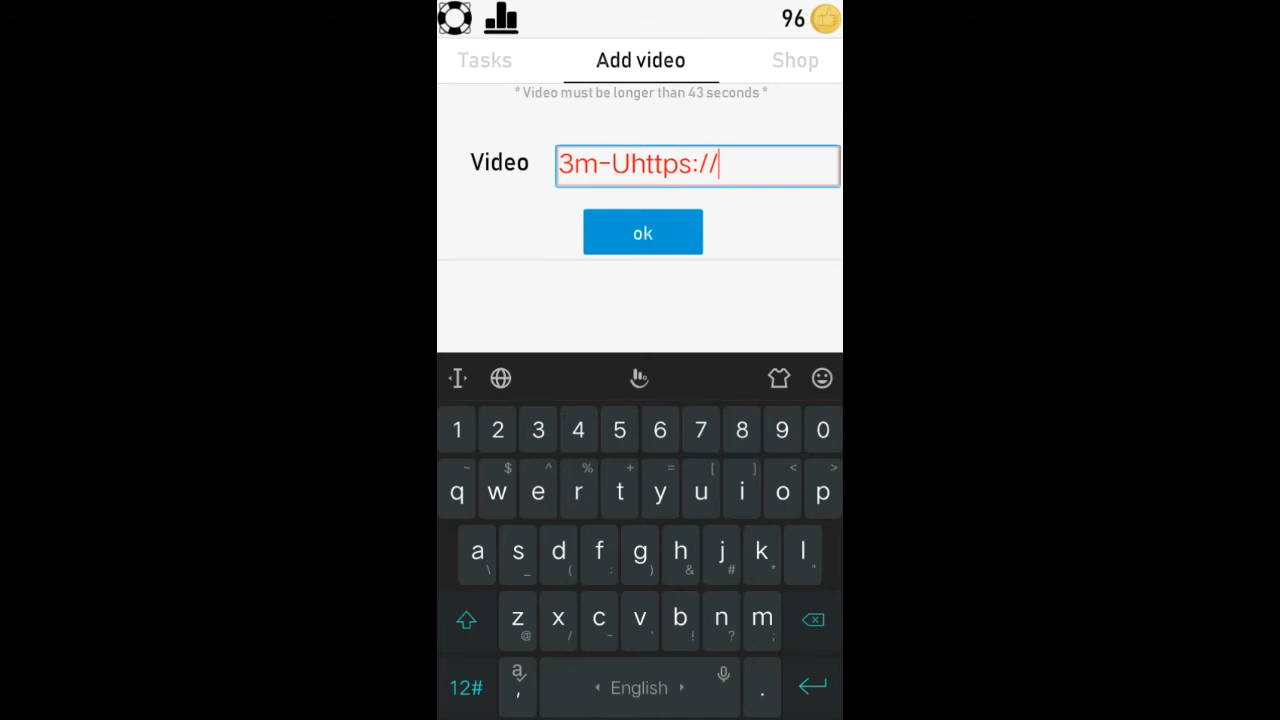 96
Tasks Add video Shop
* Video must be longer than 43 seconds *
Video 3m-Uhttps://
ok
1 2 3 4 5 6 7 8 9 0
~ $ ^ % + = [ ] < >
q w e r t y u i o p
a s d f g h j k l
\ _ ( : ) & # * "
z x c v b n m
@ / - ' ! ? ;
12# a , English .